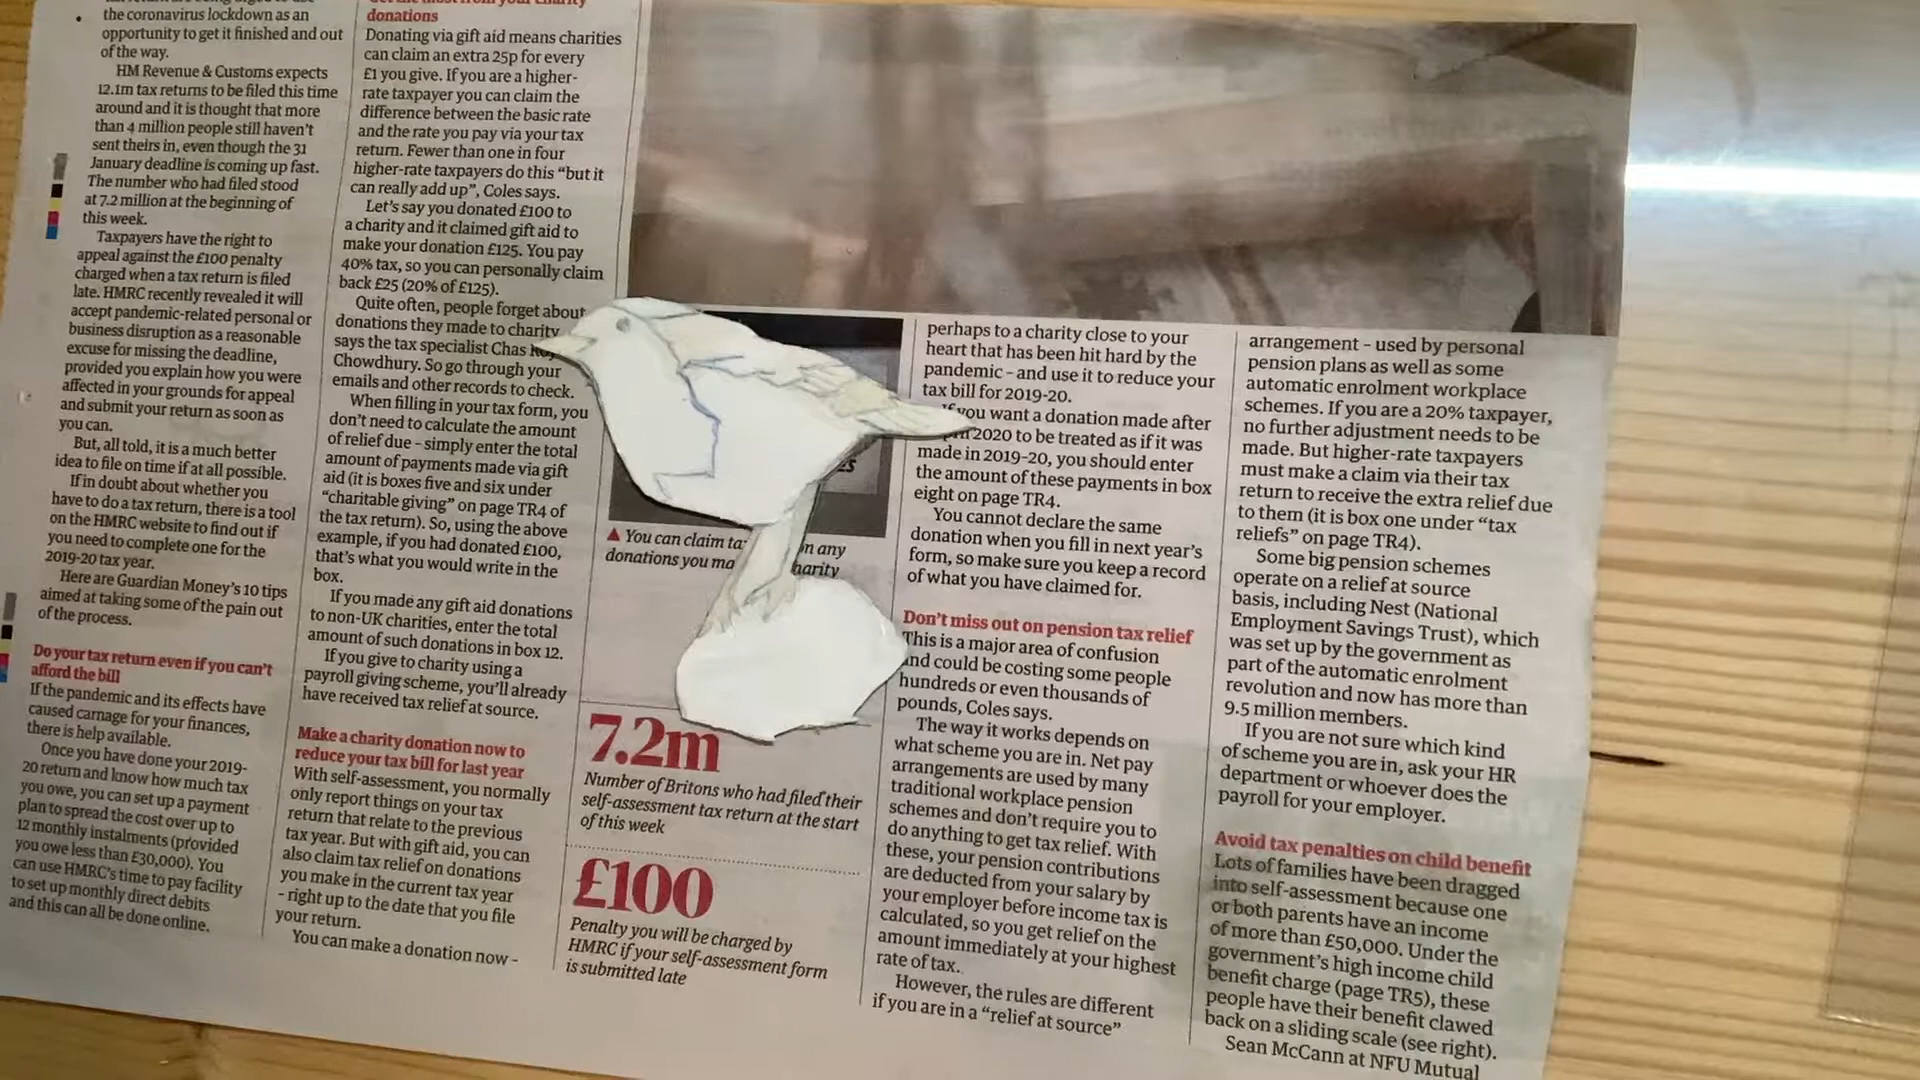 the coronavirus lockdown as an
opportunity to get it finished and out
of the way.
HM Revenue & Customs expects
12.1m tax returns to be filed this time
around and it is thought that more
than 4 million people still haven't
sent theirs in, even though the 31
January deadline is coming up fast.
The number who had filed stood
at 7.2 million at the beginning of
this week.
Taxpayers have the right to
appeal against the £100 penalty
charged when a tax return is filed
late. HMRC recently revealed it will
accept pandemic-related personal or
business disruption as a reasonable
excuse for missing the deadline,
provided you explain how you were
affected in your grounds for appeal
and submit your return as soon as
you can.
But, all told, it is a much better
idea to file on time if at all possible.
If in doubt about whether you
have to do a tax return, there is a tool
on the HMRC website to find out if
you need to complete one for the
2019-20 tax year.
Here are Guardian Money's 10 tips
aimed at taking some of the pain out
of the process.
Do your tax return even if you can't
afford the bill
If the pandemic and its effects have
caused carnage for your finances,
there is help available.
Once you have done your 2019-
20 return and know how much tax
you owe, you can set up a payment
plan to spread the cost over up to
12 monthly instalments (provided
you owe less than £30,000). You
can use HMRC's time to pay facility
to set up monthly direct debits
and this can all be done online.
donations
Donating via gift aid means charities
can claim an extra 25p for every
£1 you give. If you are a higher-
rate taxpayer you can claim the
difference between the basic rate
and the rate you pay via your tax
return. Fewer than one in four
higher-rate taxpayers do this "but it
can really add up", Coles says.
Let's say you donated £100 to
a charity and it claimed gift aid to
make your donation £125. You pay
40% tax, so you can personally claim
back £25 (20% of £125).
Quite often, people forget about
donations they made to charity
says the tax specialist Chas
Chowdhury. So go through your
emails and other records to check.
When filling in your tax form, you
don't need to calculate the amount
of relief due – simply enter the total
amount of payments made via gift
aid (it is boxes five and six under
"charitable giving" on page TR4 of
the tax return). So, using the above
example, if you had donated £100,
that's what you would write in the
box.
If you made any gift aid donations
to non-UK charities, enter the total
amount of such donations in box 12.
If you give to charity using a
payroll giving scheme, you'll already
have received tax relief at source.
Make a charity donation now to
reduce your tax bill for last year
With self-assessment, you normally
only report things on your tax
return that relate to the previous
tax year. But with gift aid, you can
also claim tax relief on donations
you make in the current tax year
– right up to the date that you file
your return.
You can make a donation now –
▲ You can claim on any
donations you charity
7.2m
Number of Britons who had filed their
self-assessment tax return at the start
of this week
£100
Penalty you will be charged by
HMRC if your self-assessment form
is submitted late
perhaps to a charity close to your
heart that has been hit hard by the
pandemic – and use it to reduce your
tax bill for 2019-20.
If you want a donation made after
2020 to be treated as if it was
made in 2019-20, you should enter
the amount of these payments in box
eight on page TR4.
You cannot declare the same
donation when you fill in next year's
form, so make sure you keep a record
of what you have claimed for.
Don't miss out on pension tax relief
This is a major area of confusion
and could be costing some people
hundreds or even thousands of
pounds, Coles says.
The way it works depends on
what scheme you are in. Net pay
arrangements are used by many
traditional workplace pension
schemes and don't require you to
do anything to get tax relief. With
these, your pension contributions
are deducted from your salary by
your employer before income tax is
calculated, so you get relief on the
amount immediately at your highest
rate of tax.
However, the rules are different
if you are in a "relief at source"
arrangement – used by personal
pension plans as well as some
automatic enrolment workplace
schemes. If you are a 20% taxpayer,
no further adjustment needs to be
made. But higher-rate taxpayers
must make a claim via their tax
return to receive the extra relief due
to them (it is box one under "tax
reliefs" on page TR4).
Some big pension schemes
operate on a relief at source
basis, including Nest (National
Employment Savings Trust), which
was set up by the government as
part of the automatic enrolment
revolution and now has more than
9.5 million members.
If you are not sure which kind
of scheme you are in, ask your HR
department or whoever does the
payroll for your employer.
Avoid tax penalties on child benefit
Lots of families have been dragged
into self-assessment because one
or both parents have an income
of more than £50,000. Under the
government's high income child
benefit charge (page TR5), these
people have their benefit clawed
back on a sliding scale (see right).
Sean McCann at NFU Mutual